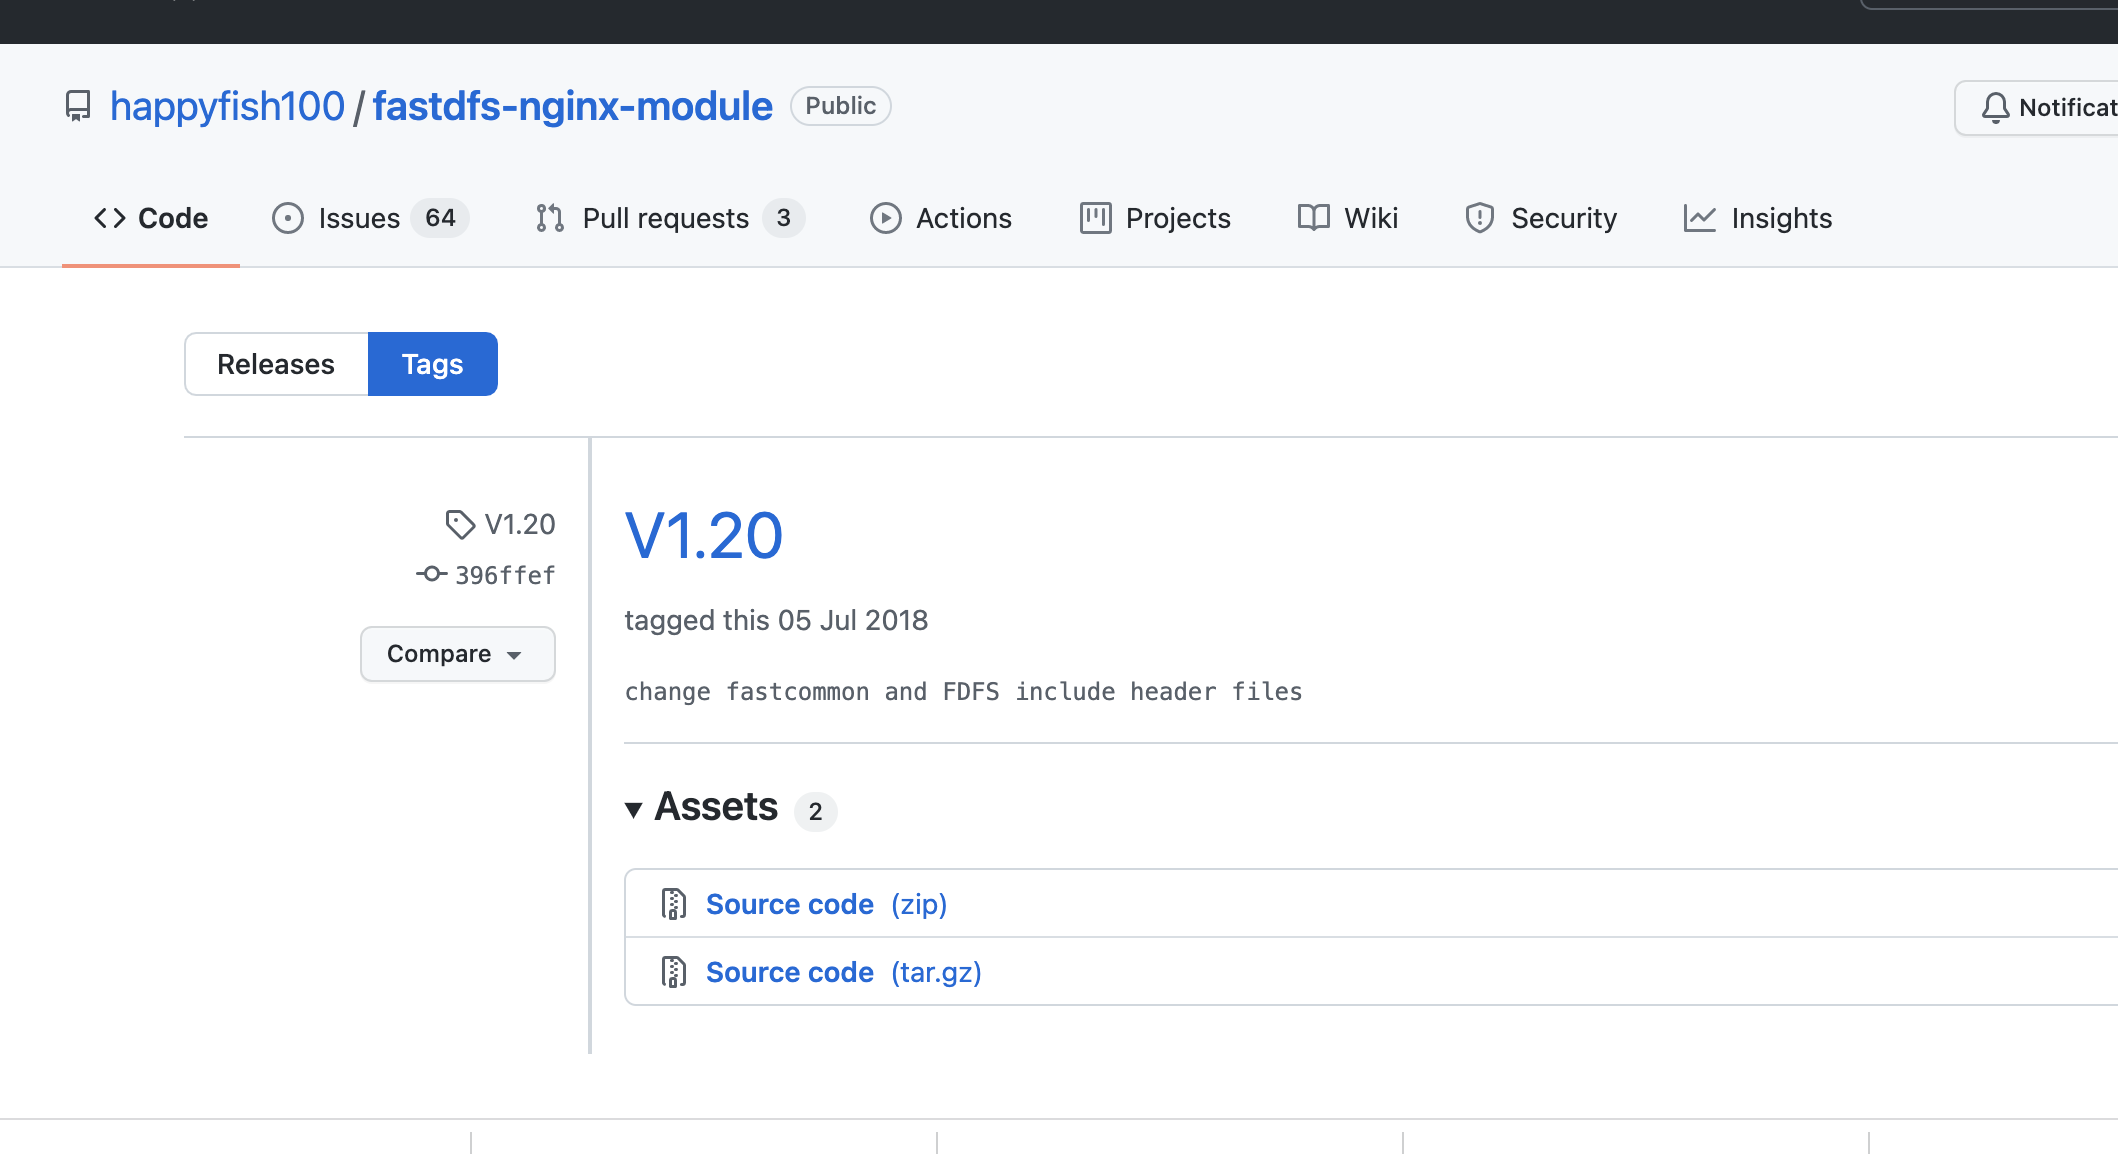 happyfish100 / fastdfs-nginx-module Public
Notificat
Code Issues 64 Pull requests 3 Actions Projects Wiki Security Insights
Releases Tags
V1.20
396ffef
Compare
V1.20
tagged this 05 Jul 2018
change fastcommon and FDFS include header files
Assets 2
Source code (zip)
Source code (tar.gz)